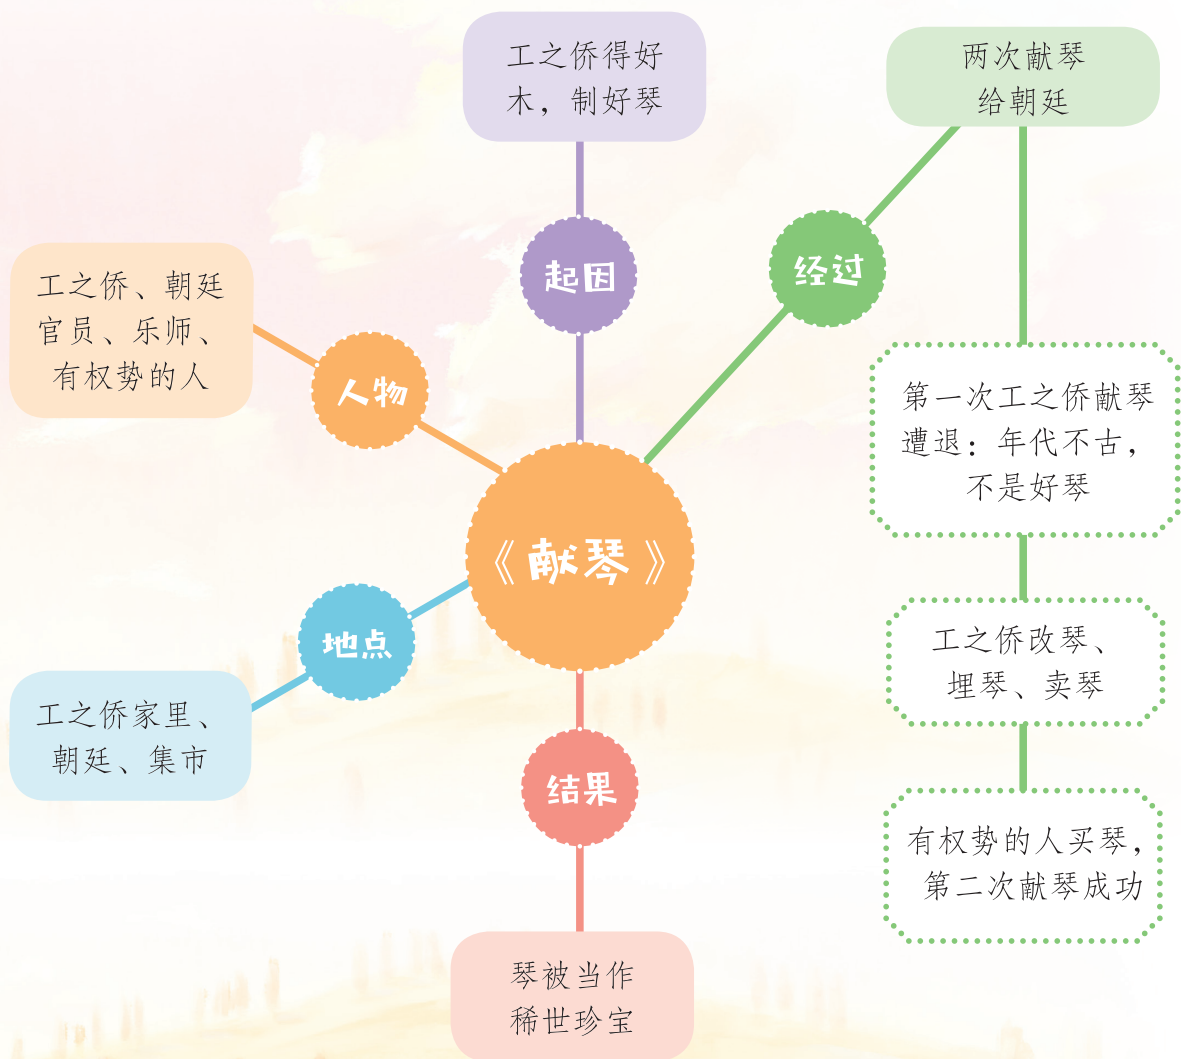 工之侨得好
木，制好琴
两次献琴
给朝廷
起因
经过
工之侨、朝廷
官员、乐师、
有权势的人
人物
第一次工之侨献琴
遭退：年代不古，
不是好琴
《献琴》
地点
工之侨改琴、
埋琴、卖琴
工之侨家里、
朝廷、集市
结果
有权势的人买琴，
第二次献琴成功
琴被当作
稀世珍宝